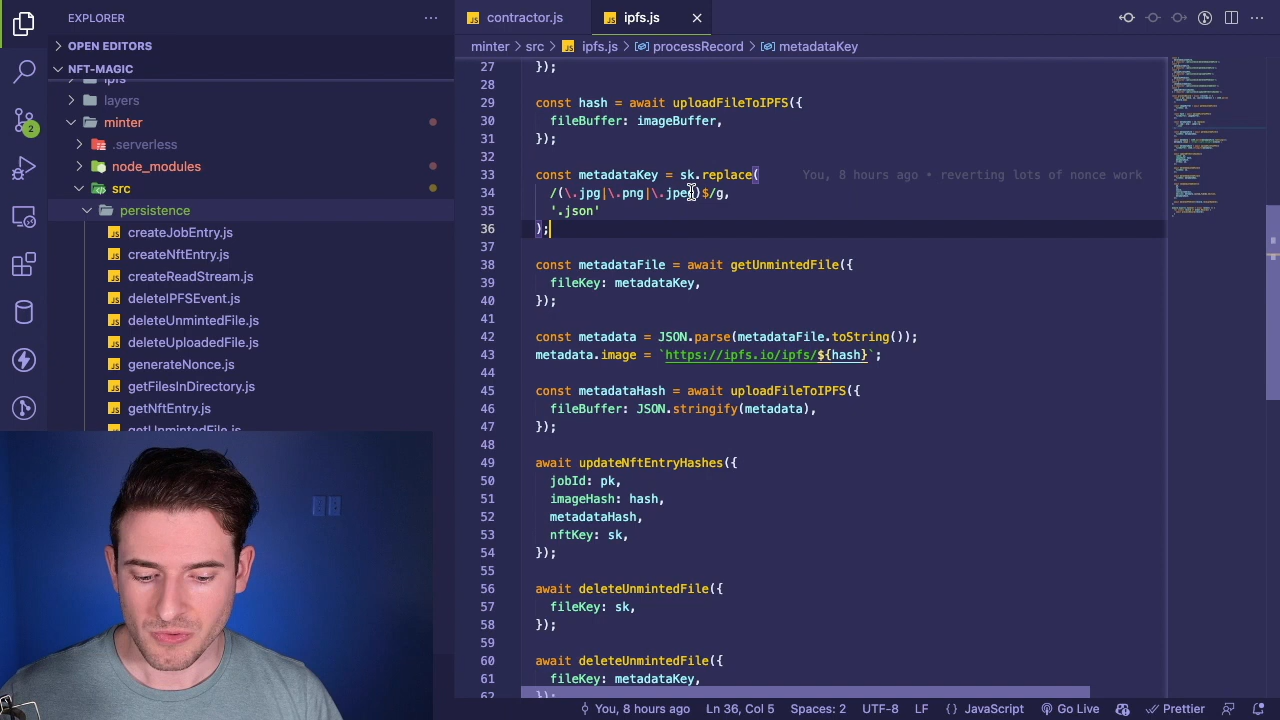 EXPLORER
OPEN EDITORS
NFT-MAGIC
ipfs
layers
minter
.serverless
node_modules
src
persistence
createJobEntry.js
createNftEntry.js
createReadStream.js
deleteIPFSEvent.js
deleteUnmintedFile.js
deleteUploadedFile.js
generateNonce.js
getFilesInDirectory.js
getNftEntry.js
getUnmintedFile.js
2
contractor.js
ipfs.js
minter > src > ipfs.js > processRecord > metadataKey
27 });
28
29 const hash = await uploadFileToIPFS({
30 fileBuffer: imageBuffer,
31 });
32
33 const metadataKey = sk.replace( You, 8 hours ago • reverting lots of nonce work
34 /(\.jpg|\.png|\.jpeg)$/g,
35 '.json'
36 );
37
38 const metadataFile = await getUnmintedFile({
39 fileKey: metadataKey,
40 });
41
42 const metadata = JSON.parse(metadataFile.toString());
43 metadata.image = `https://ipfs.io/ipfs/${hash}`;
44
45 const metadataHash = await uploadFileToIPFS({
46 fileBuffer: JSON.stringify(metadata),
47 });
48
49 await updateNftEntryHashes({
50 jobId: pk,
51 imageHash: hash,
52 metadataHash,
53 nftKey: sk,
54 });
55
56 await deleteUnmintedFile({
57 fileKey: sk,
58 });
59
60 await deleteUnmintedFile({
61 fileKey: metadataKey,
62 });
You, 8 hours ago Ln 36, Col 5 Spaces: 2 UTF-8 LF {} JavaScript Go Live Prettier